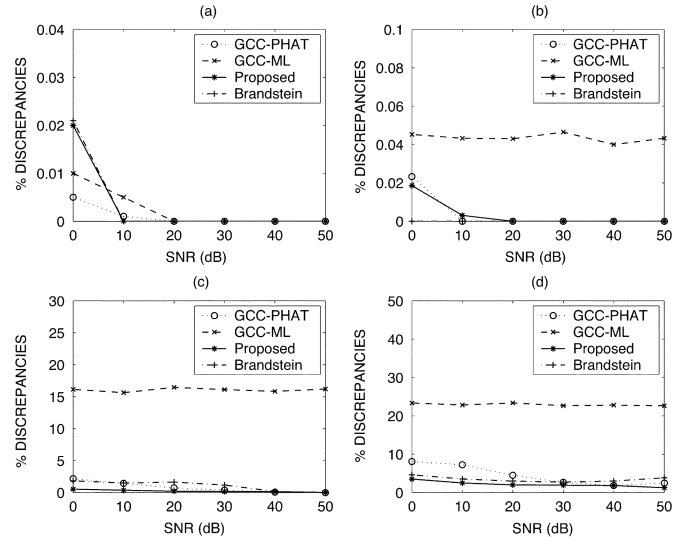 (a)
0.04
0.03
0.02
0.01
0
% DISCREPANCIES
GCC-PHAT
GCC-ML
Proposed
Brandstein
0 10 20 30 40 50
SNR (dB)
(b)
0.1
0.08
0.06
0.04
0.02
0
% DISCREPANCIES
GCC-PHAT
GCC-ML
Proposed
Brandstein
0 10 20 30 40 50
SNR (dB)
(c)
30
25
20
15
10
5
0
% DISCREPANCIES
GCC-PHAT
GCC-ML
Proposed
Brandstein
0 10 20 30 40 50
SNR (dB)
(d)
50
40
30
20
10
0
% DISCREPANCIES
GCC-PHAT
GCC-ML
Proposed
Brandstein
0 10 20 30 40 50
SNR (dB)